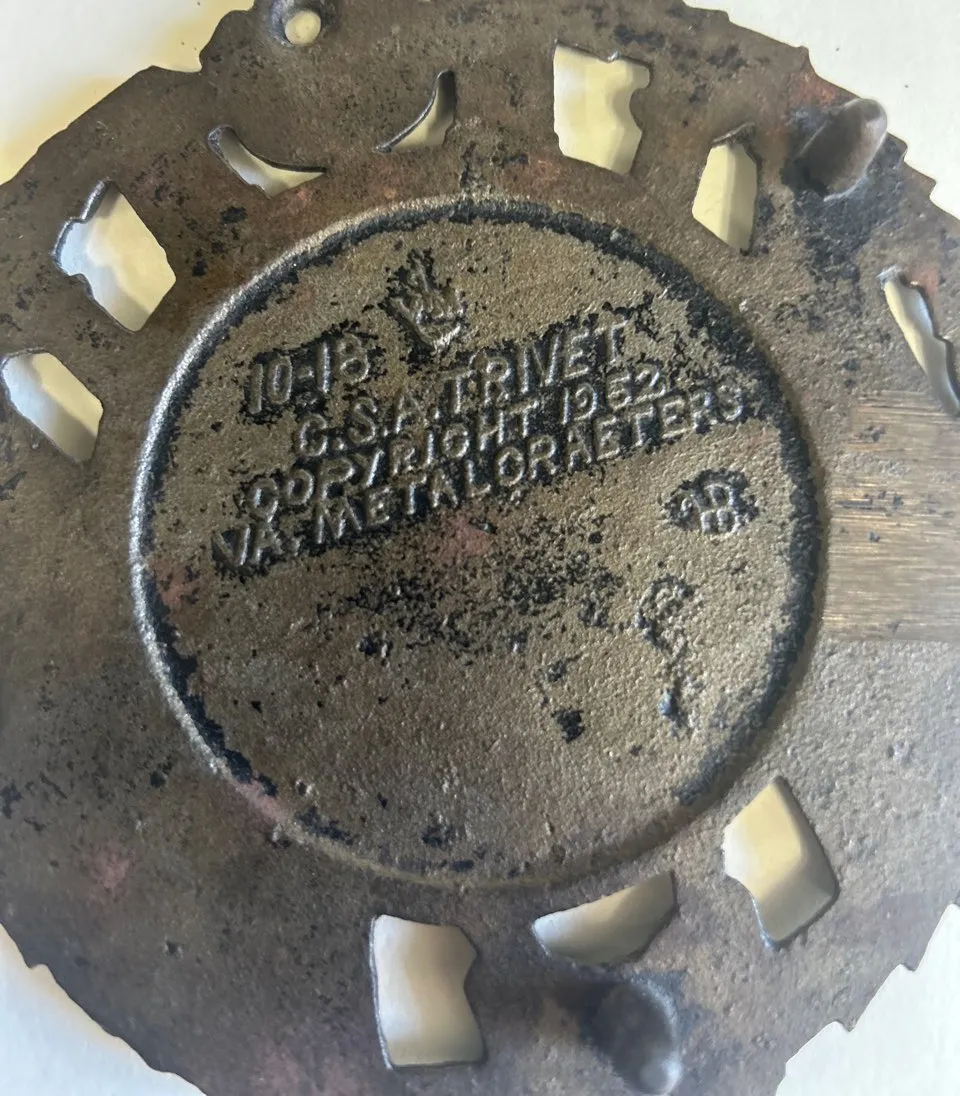 10-18
C.S.A. TRIVET
COPYRIGHT 1952
VA. METALCRAFTERS